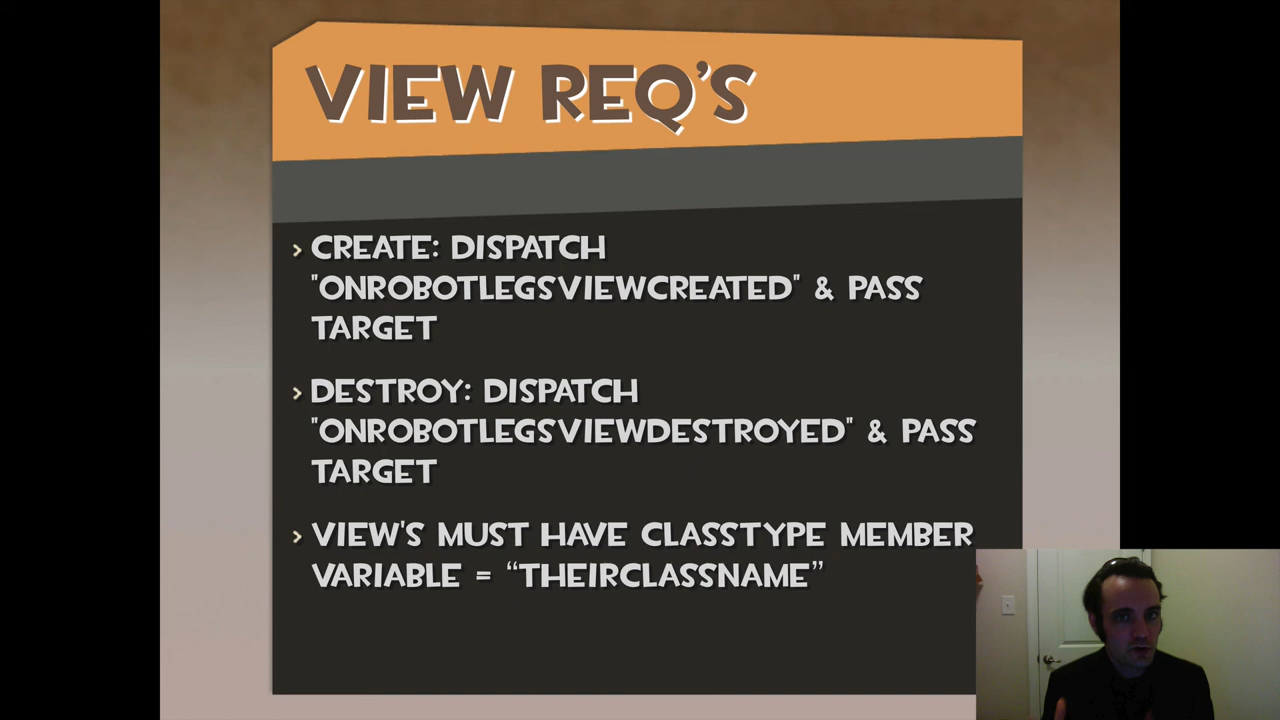 VIEW REQ'S
› CREATE: DISPATCH
"ONROBOTLEGSVIEWCREATED" & PASS
TARGET
› DESTROY: DISPATCH
"ONROBOTLEGSVIEWDESTROYED" & PASS
TARGET
› VIEW'S MUST HAVE CLASSTYPE MEMBER
VARIABLE = “THEIRCLASSNAME”